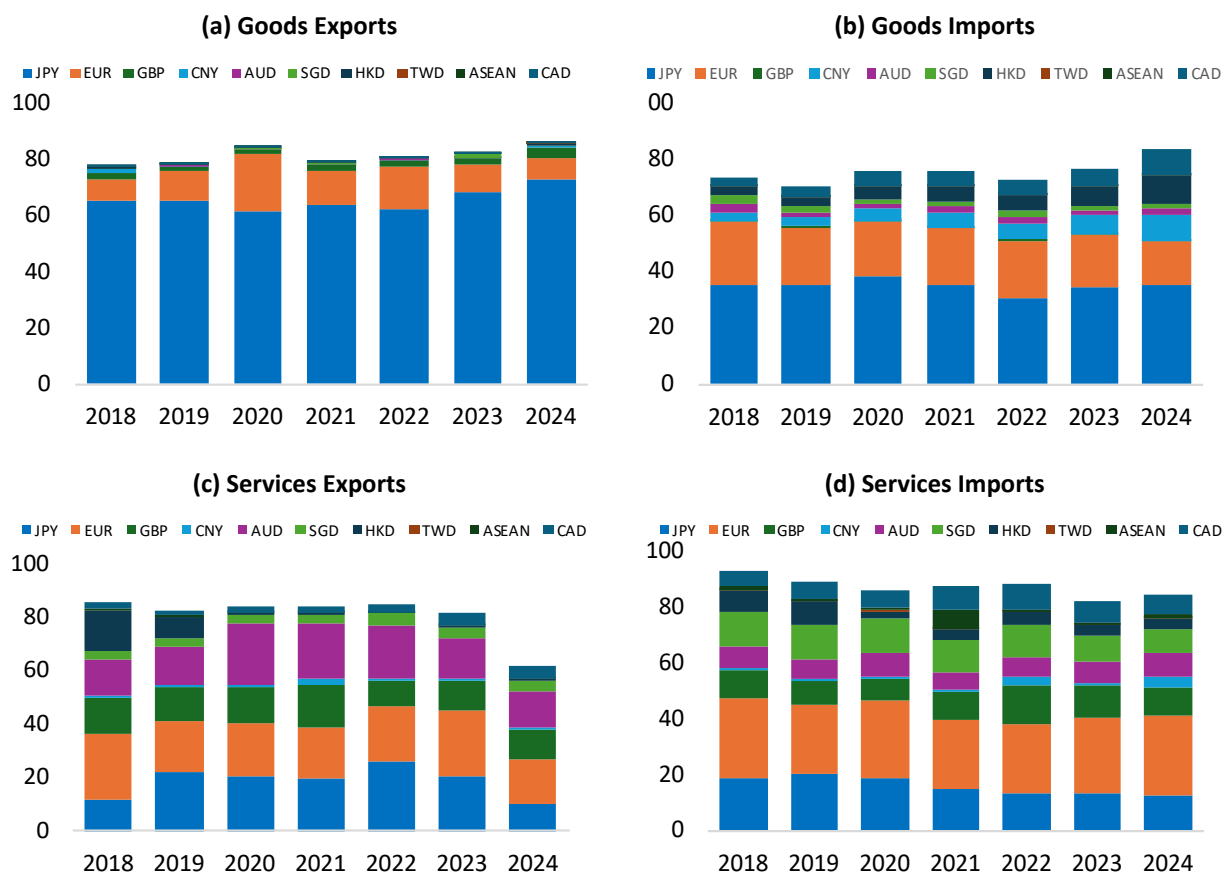 (a) Goods Exports
JPY EUR GBP CNY AUD SGD HKD TWD ASEAN CAD
100
80
60
40
20
0
2018 2019 2020 2021 2022 2023 2024
(b) Goods Imports
JPY EUR GBP CNY AUD SGD HKD TWD ASEAN CAD
00
80
60
40
20
0
2018 2019 2020 2021 2022 2023 2024
(c) Services Exports
JPY EUR GBP CNY AUD SGD HKD TWD ASEAN CAD
100
80
60
40
20
0
2018 2019 2020 2021 2022 2023 2024
(d) Services Imports
JPY EUR GBP CNY AUD SGD HKD TWD ASEAN CAD
100
80
60
40
20
0
2018 2019 2020 2021 2022 2023 2024